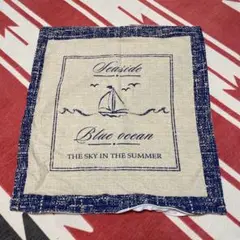 Seaside
Blue ocean
THE SKY IN THE SUMMER